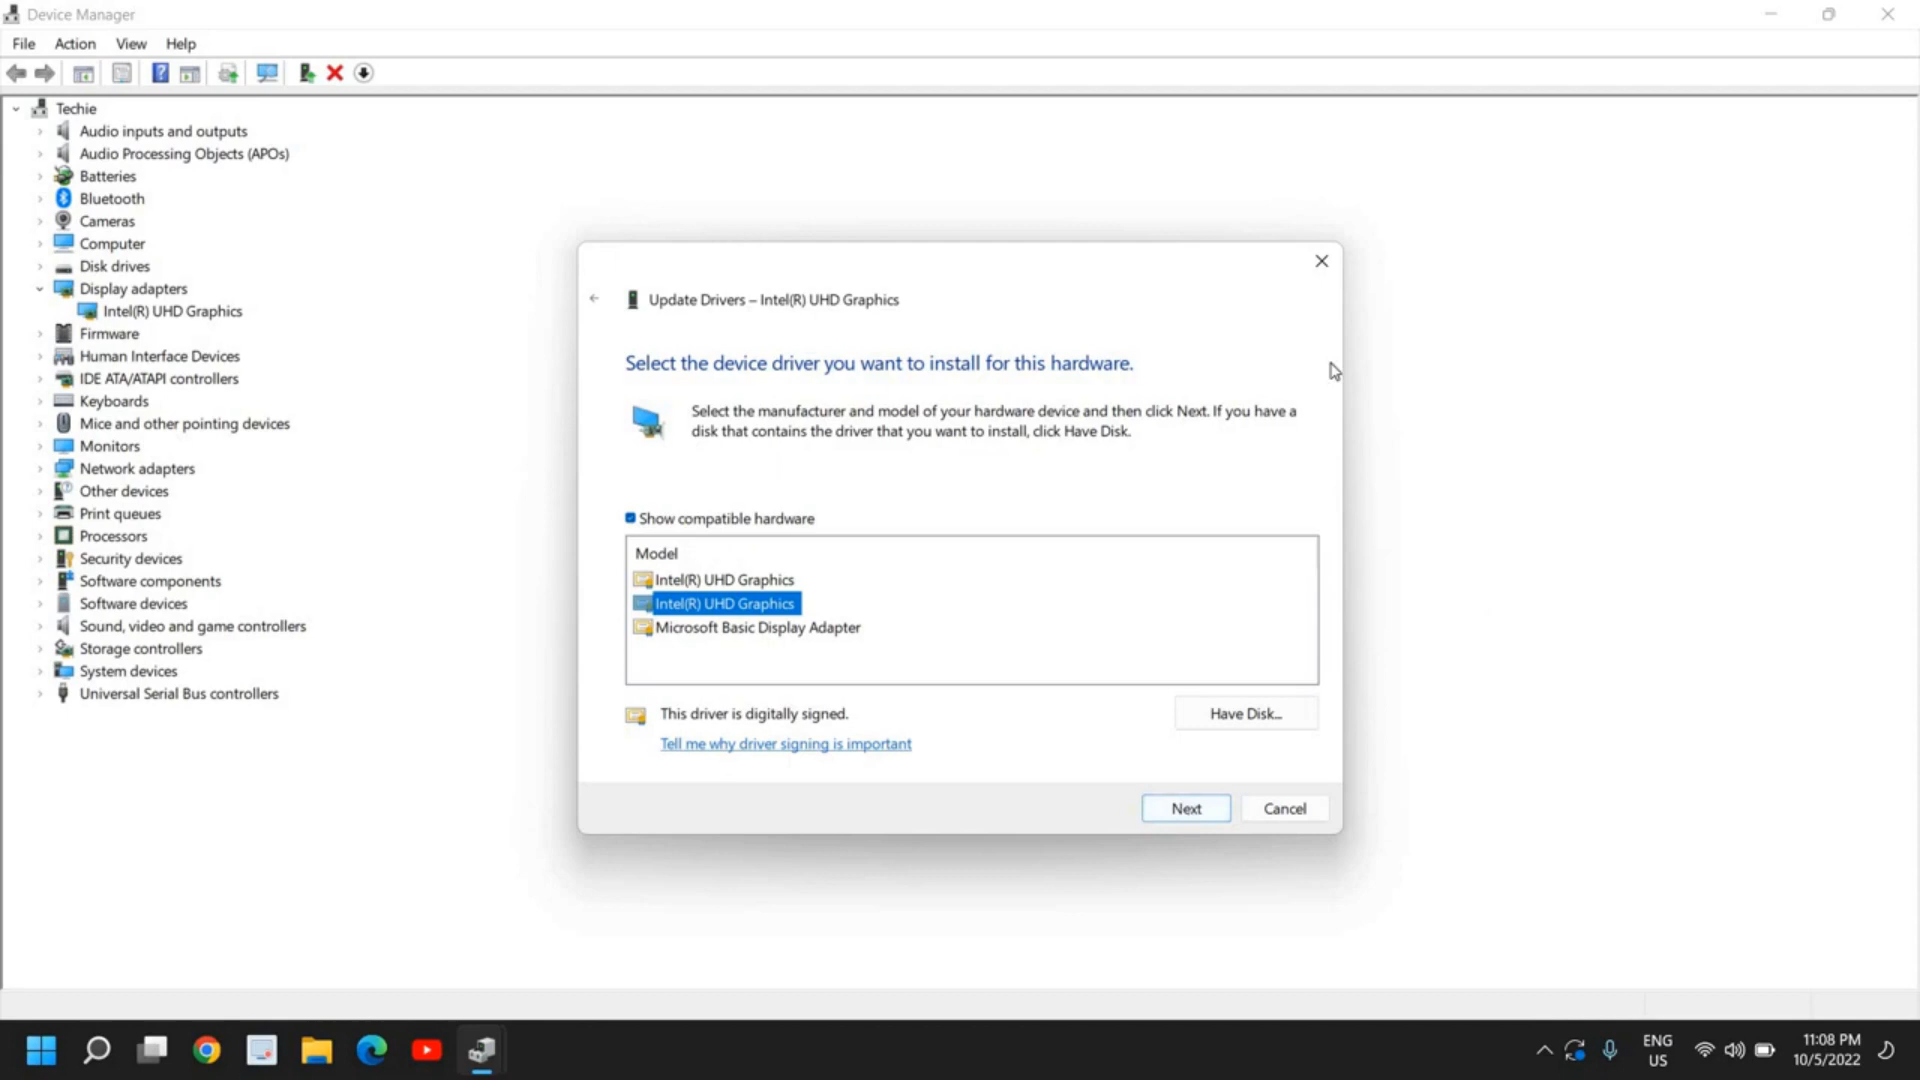 Device Manager
File Action View Help
Techie
Audio inputs and outputs
Audio Processing Objects (APOs)
Batteries
Bluetooth
Cameras
Computer
Disk drives
Display adapters
Intel(R) UHD Graphics
Firmware
Human Interface Devices
IDE ATA/ATAPI controllers
Keyboards
Mice and other pointing devices
Monitors
Network adapters
Other devices
Print queues
Processors
Security devices
Software components
Software devices
Sound, video and game controllers
Storage controllers
System devices
Universal Serial Bus controllers
Update Drivers – Intel(R) UHD Graphics
Select the device driver you want to install for this hardware.
Select the manufacturer and model of your hardware device and then click Next. If you have a
disk that contains the driver that you want to install, click Have Disk.
Show compatible hardware
Model
Intel(R) UHD Graphics
Intel(R) UHD Graphics
Microsoft Basic Display Adapter
This driver is digitally signed.
Have Disk...
Tell me why driver signing is important
Next Cancel
ENG
US
11:08 PM
10/5/2022